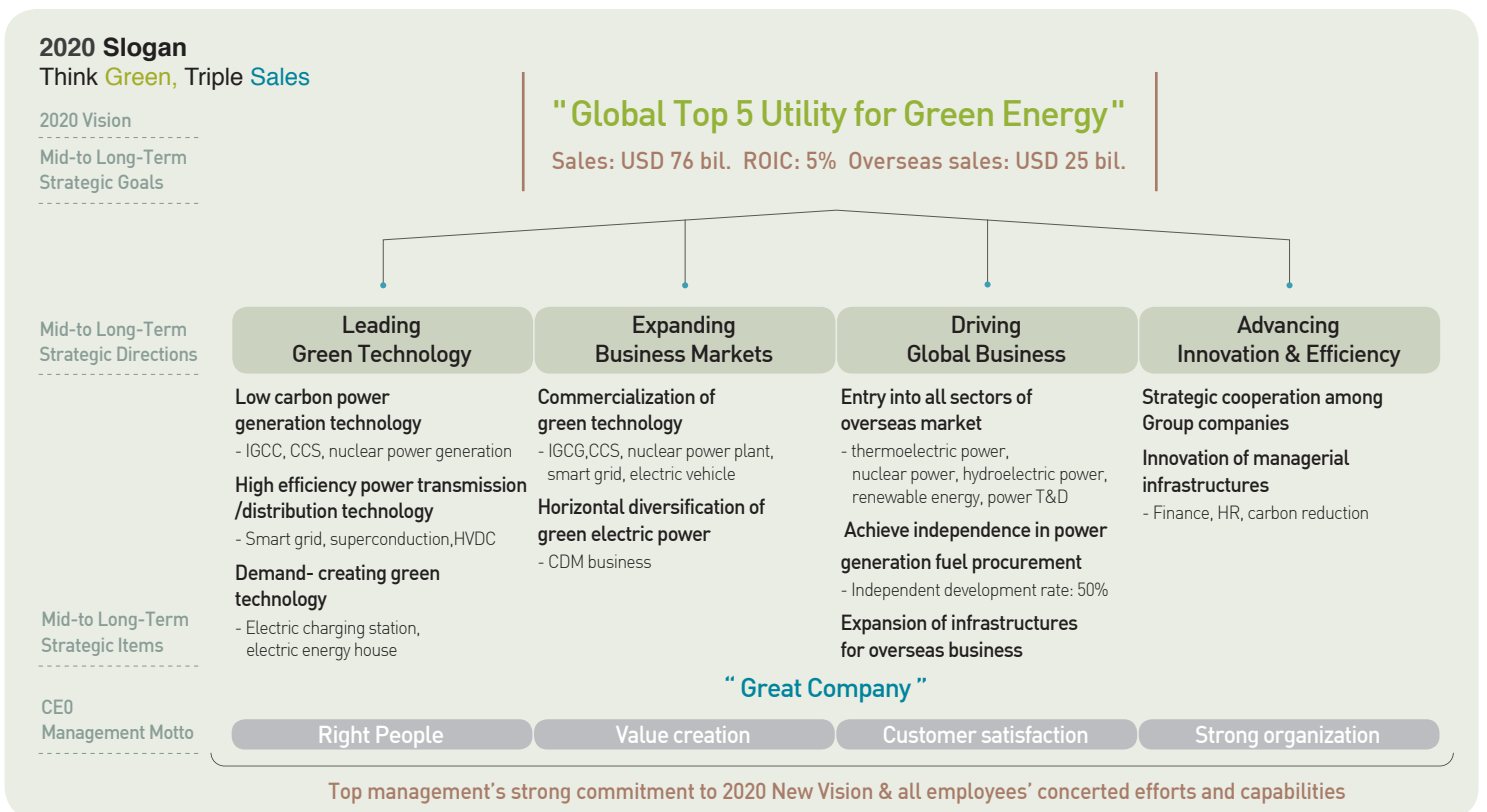 2020 Slogan
Think Green, Triple Sales
2020 Vision
Mid-to Long-Term
Strategic Goals
"Global Top 5 Utility for Green Energy"
Sales: USD 76 bil. ROIC: 5% Overseas sales: USD 25 bil.
Mid-to Long-Term
Strategic Directions
Leading
Green Technology
Expanding
Business Markets
Driving
Global Business
Advancing
Innovation & Efficiency
Mid-to Long-Term
Strategic Items
Low carbon power
generation technology
- IGCC, CCS, nuclear power generation
High efficiency power transmission
/distribution technology
- Smart grid, superconduction,HVDC
Demand- creating green
technology
- Electric charging station,
electric energy house
Commercialization of
green technology
- IGCG,CCS, nuclear power plant,
smart grid, electric vehicle
Horizontal diversification of
green electric power
- CDM business
Entry into all sectors of
overseas market
- thermoelectric power,
nuclear power, hydroelectric power,
renewable energy, power T&D
Achieve independence in power
generation fuel procurement
- Independent development rate: 50%
Expansion of infrastructures
for overseas business
Strategic cooperation among
Group companies
Innovation of managerial
infrastructures
- Finance, HR, carbon reduction
CEO
Management Motto
“ Great Company ”
Right People
Value creation
Customer satisfaction
Strong organization
Top management’s strong commitment to 2020 New Vision & all employees’ concerted efforts and capabilities